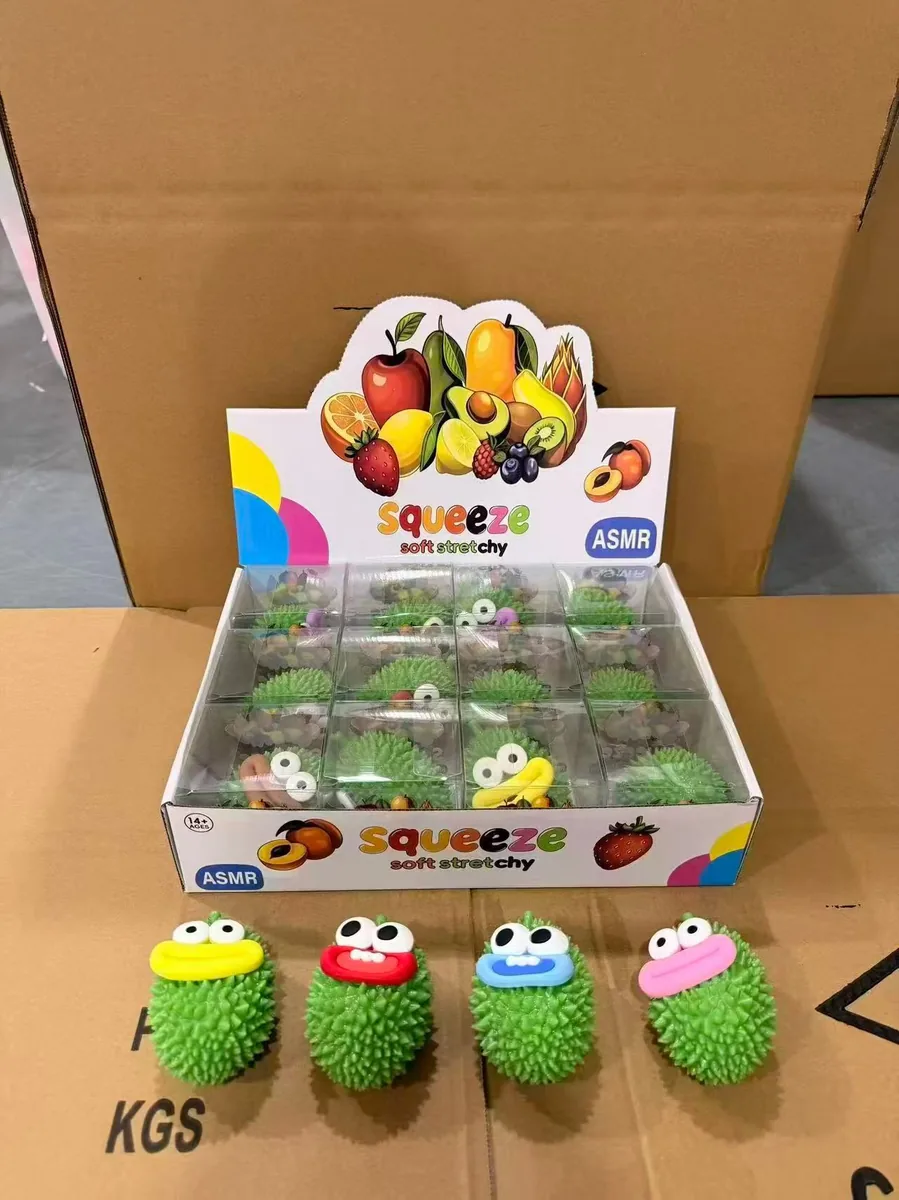 squeeze
soft stretchy
ASMR
14+
AGES
squeeze
soft stretchy
ASMR
KGS